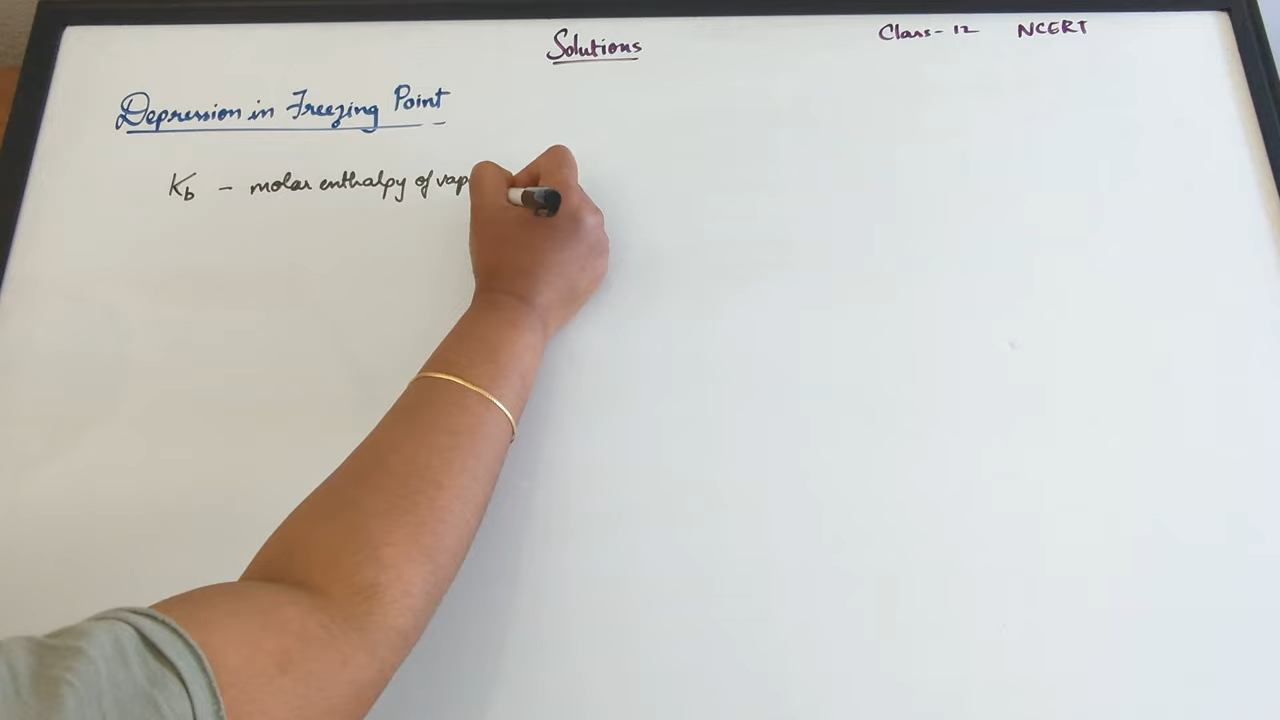 Solutions
Class- 12 NCERT
Depression in Freezing Point
Kb - molar enthalpy of vap